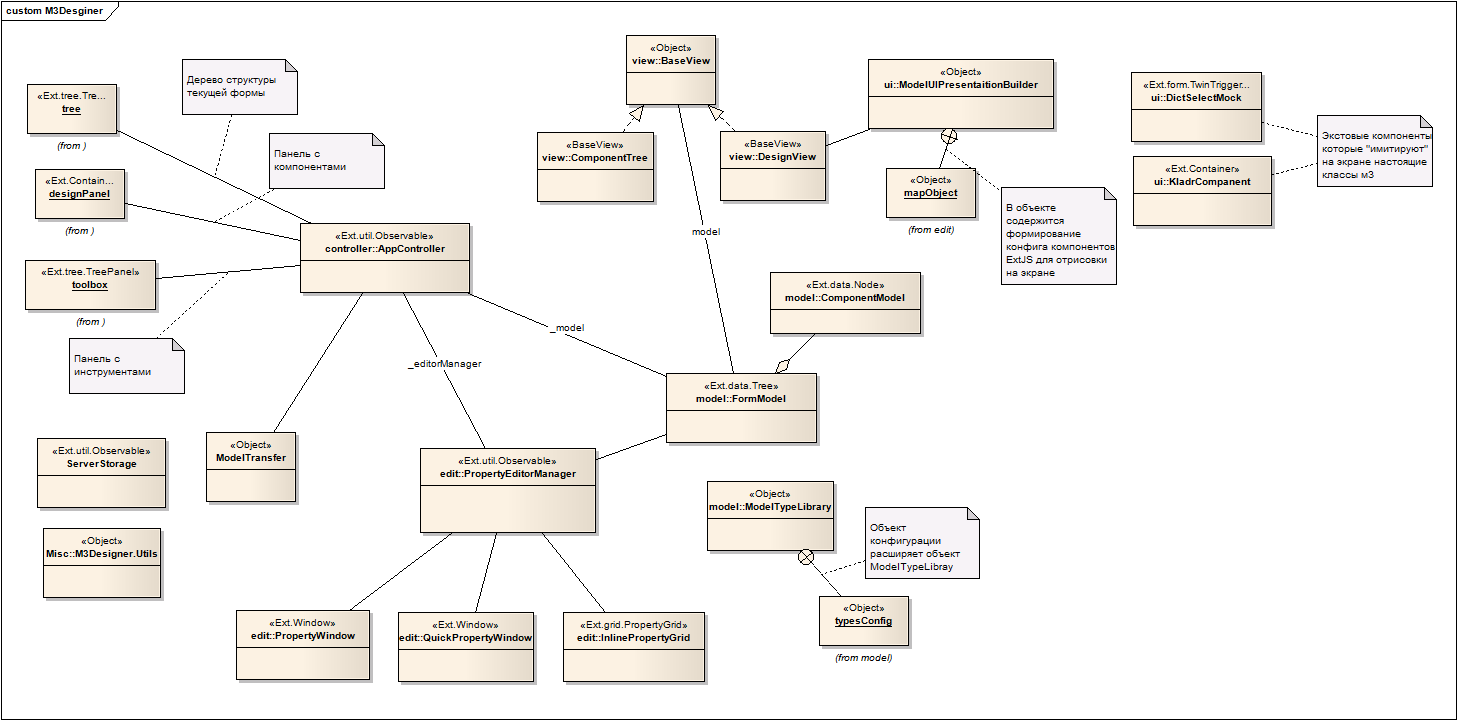 custom M3Desginer
«Ext.tree.Tre...
tree
(from )
Дерево структуры
текущей формы
Панель с
компонентами
«Ext.Contain...
designPanel
(from )
«Ext.tree.TreePanel»
toolbox
(from )
Панель с
инструментами
«Ext.util.Observable»
controller::AppController
«Object»
view::BaseView
«BaseView»
view::ComponentTree
«BaseView»
view::DesignView
«Object»
ui::ModelUIPresentaitionBuilder
«Object»
mapObject
(from edit)
В объекте
содержится
формирование
конфига компонентов
ExtJS для отрисовки
на экране
«Ext.form.TwinTrigger...
ui::DictSelectMock
«Ext.Container»
ui::KladrCompanent
Экстовые компоненты
которые "имитируют"
на экране настоящие
классы м3
model
_model
_editorManager
«Ext.data.Node»
model::ComponentModel
«Ext.data.Tree»
model::FormModel
«Ext.util.Observable»
ServerStorage
«Object»
ModelTransfer
«Ext.util.Observable»
edit::PropertyEditorManager
«Object»
Misc::M3Designer.Utils
«Object»
model::ModelTypeLibrary
Объект
конфигурации
расширяет объект
ModelTypeLibray
«Object»
typesConfig
(from model)
«Ext.Window»
edit::PropertyWindow
«Ext.Window»
edit::QuickPropertyWindow
«Ext.grid.PropertyGrid»
edit::InlinePropertyGrid